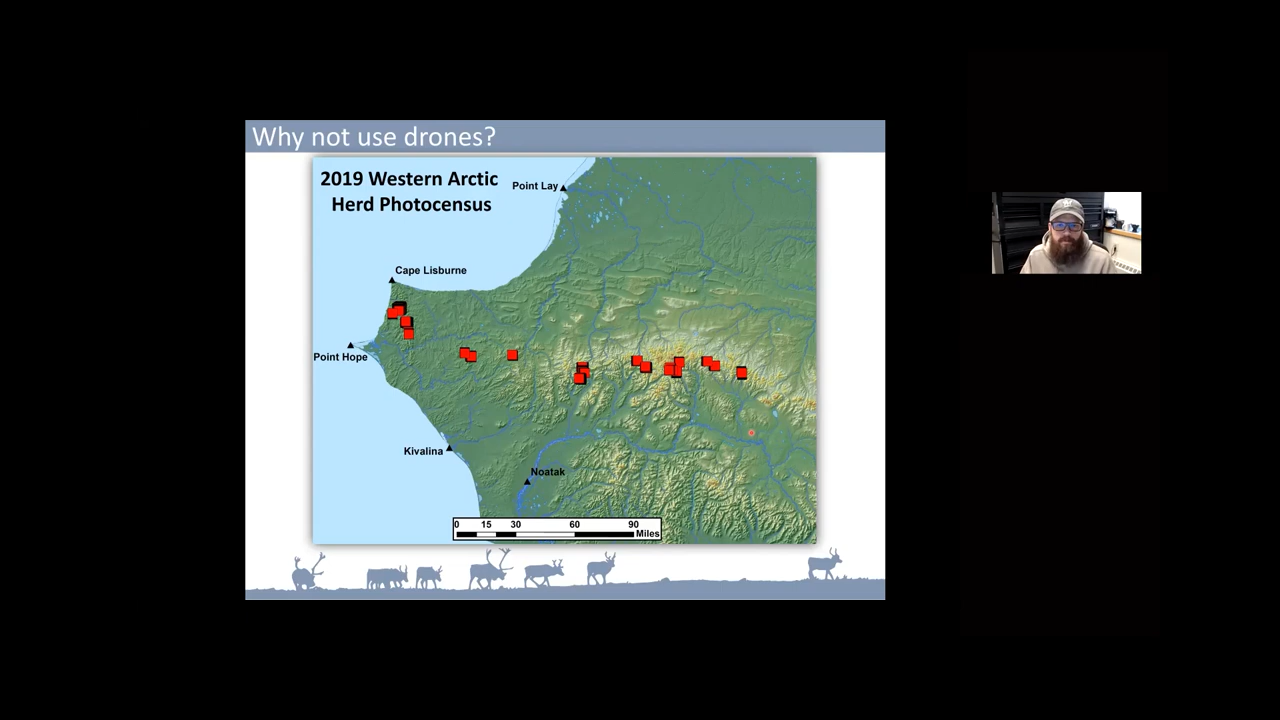 Why not use drones?
2019 Western Arctic
Herd Photocensus
Point Lay
Cape Lisburne
Point Hope
Kivalina
Noatak
0 15 30 60 90
Miles